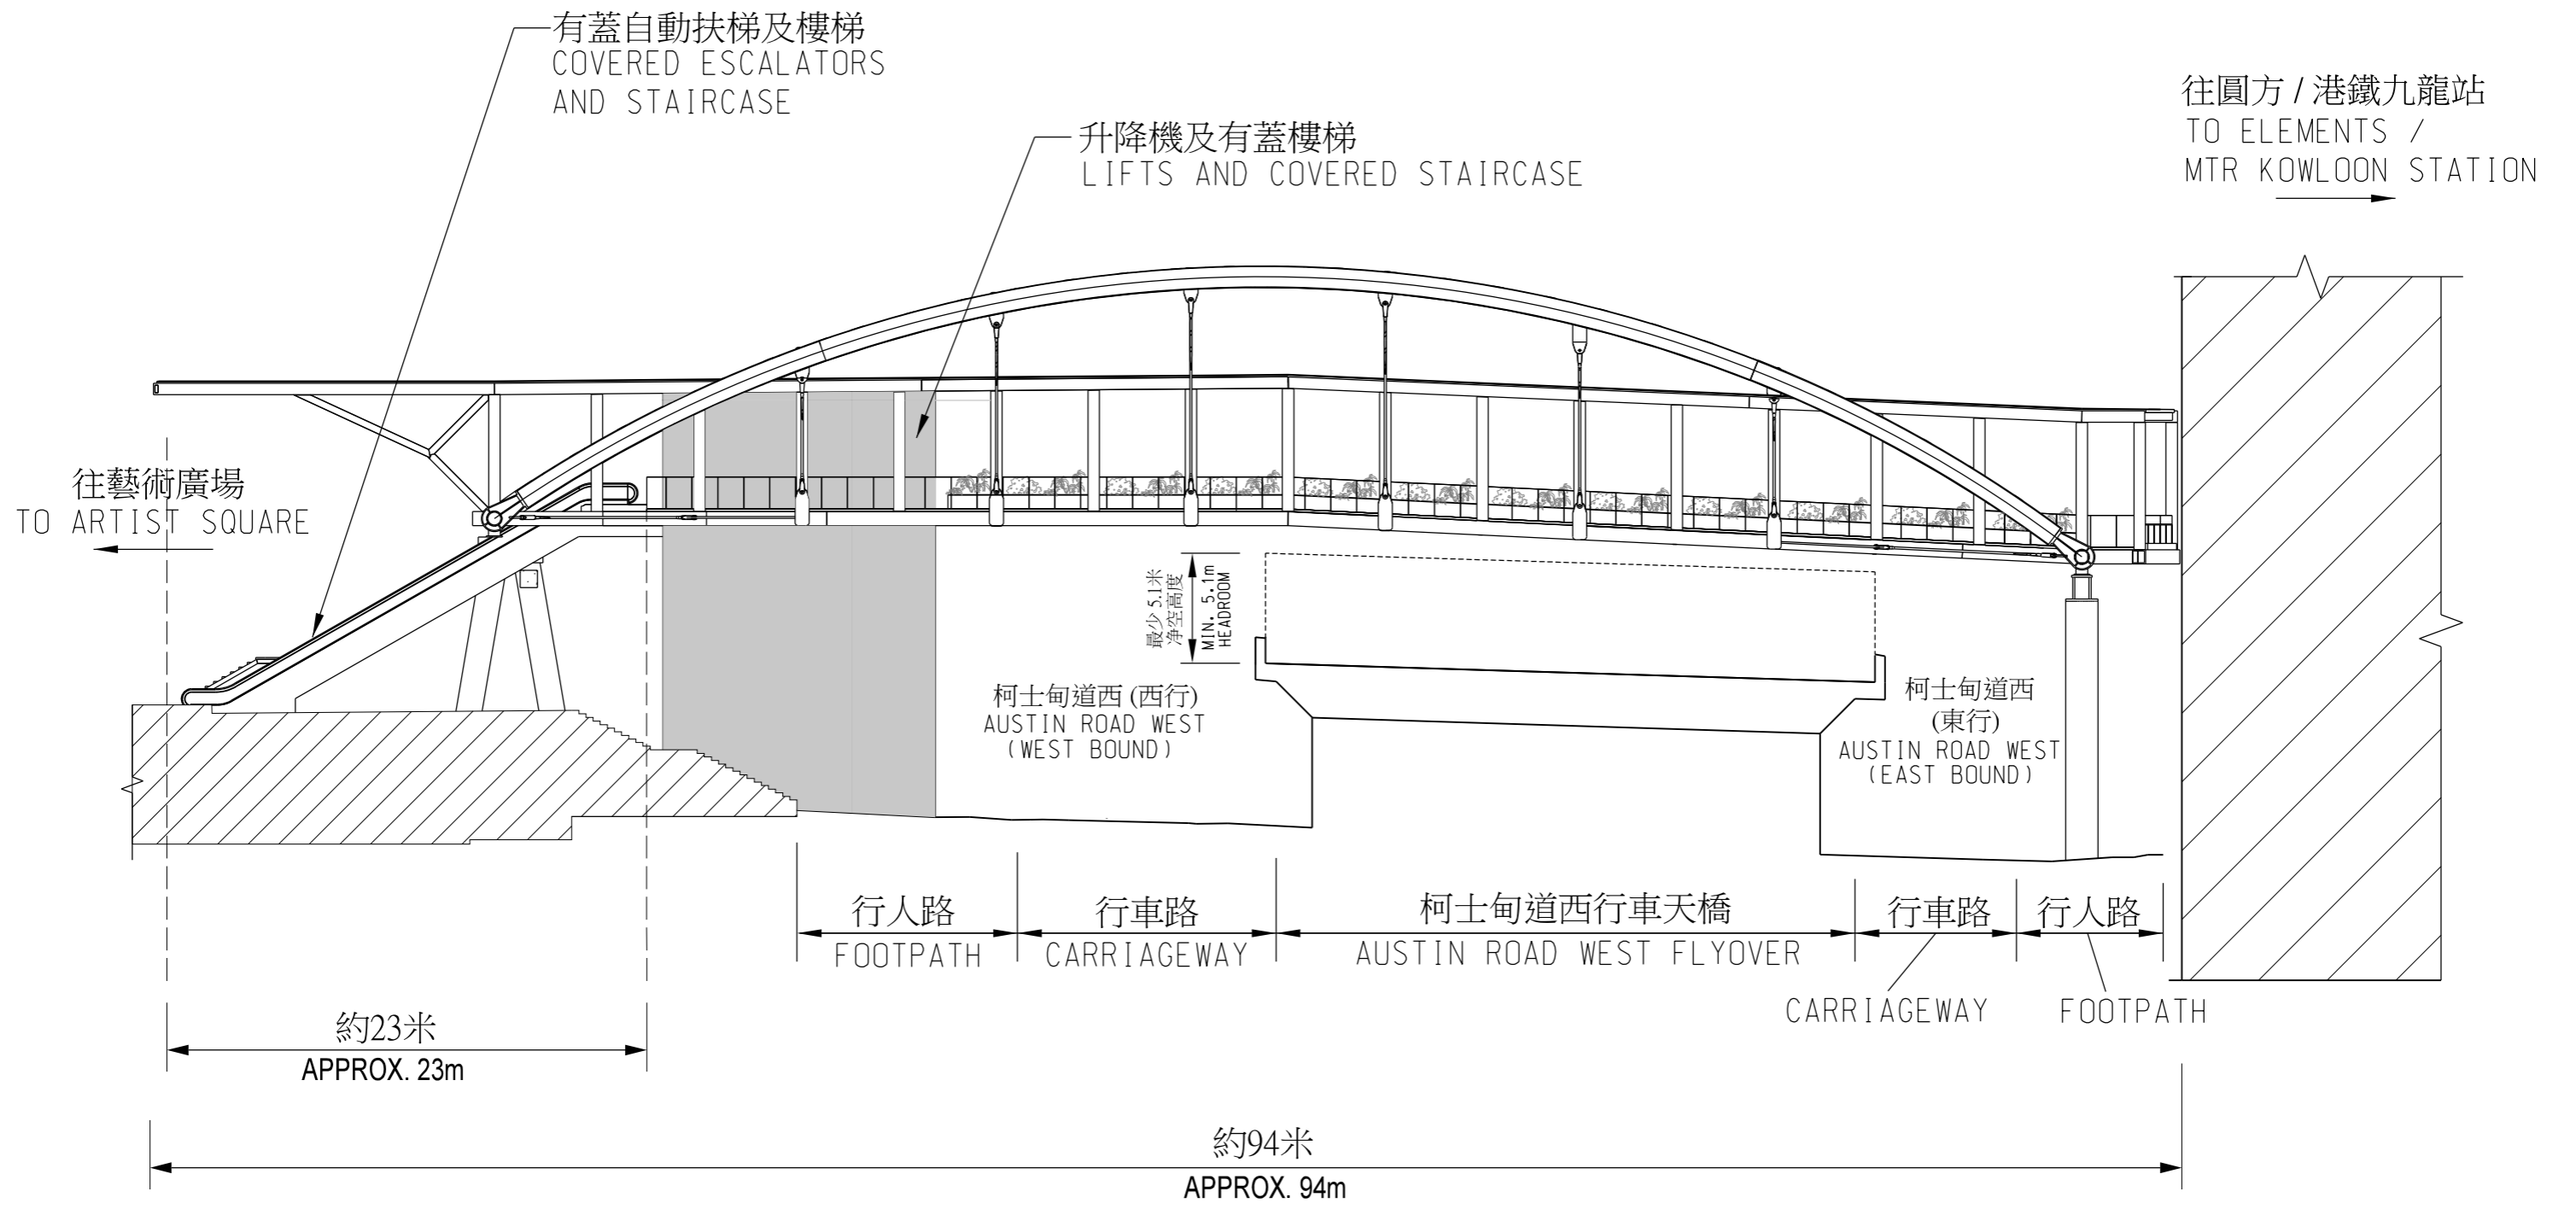 有蓋自動扶梯及樓梯
COVERED ESCALATORS
AND STAIRCASE
升降機及有蓋樓梯
LIFTS AND COVERED STAIRCASE
往圓方 / 港鐵九龍站
TO ELEMENTS /
MTR KOWLOON STATION
往藝術廣場
TO ARTIST SQUARE
最少 5.1米
净空高度
MIN. 5.1m
HEADROOM
柯士甸道西 (西行)
AUSTIN ROAD WEST
(WEST BOUND)
柯士甸道西
(東行)
AUSTIN ROAD WEST
(EAST BOUND)
行人路
FOOTPATH
行車路
CARRIAGEWAY
柯士甸道西行車天橋
AUSTIN ROAD WEST FLYOVER
行車路
CARRIAGEWAY
行人路
FOOTPATH
約23米
APPROX. 23m
約94米
APPROX. 94m